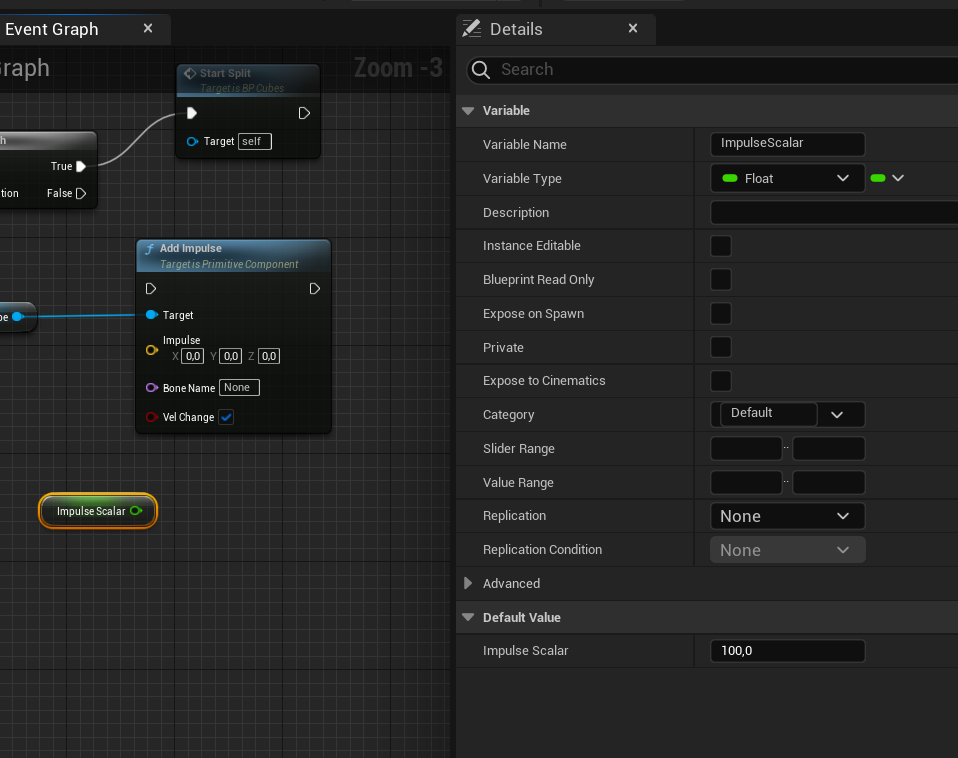 Event Graph
Details
Graph
Zoom -3
Start Split
Target is BP Cubes
Target self
True
False
Add Impulse
Target is Primitive Component
Target
Impulse
X 0,0 Y 0,0 Z 0,0
Bone Name None
Vel Change
Impulse Scalar
Search
Variable
Variable Name ImpulseScalar
Variable Type Float
Description
Instance Editable
Blueprint Read Only
Expose on Spawn
Private
Expose to Cinematics
Category Default
Slider Range ..
Value Range ..
Replication None
Replication Condition None
Advanced
Default Value
Impulse Scalar 100,0